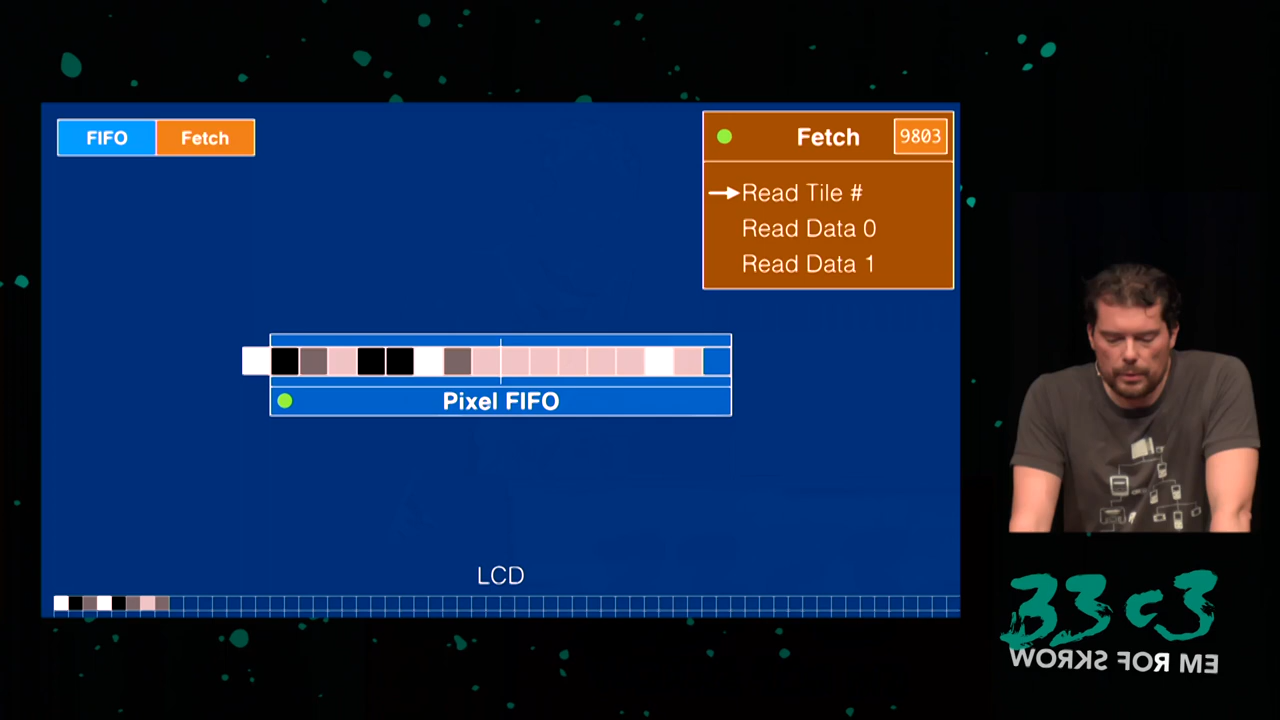 FIFO Fetch
Fetch 9803
Read Tile #
Read Data 0
Read Data 1
Pixel FIFO
LCD
33c3
WORKS FOR ME